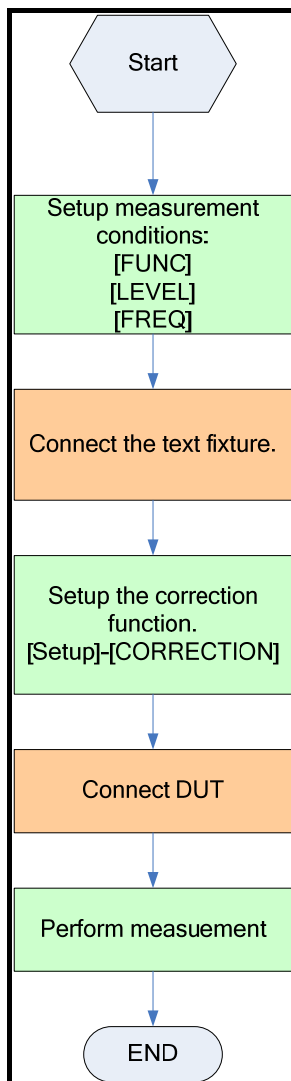 Start
Setup measurement
conditions:
[FUNC]
[LEVEL]
[FREQ]
Connect the text fixture.
Setup the correction
function.
[Setup]-[CORRECTION]
Connect DUT
Perform measuement
END